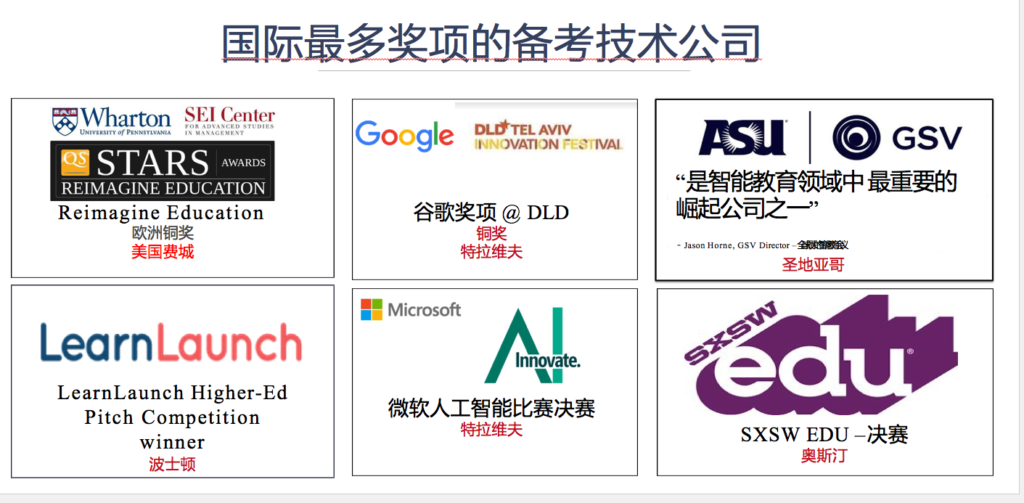 国际最多奖项的备考技术公司
Wharton
UNIVERSITY OF PENNSYLVANIA
SEI Center
FOR ADVANCED STUDIES
IN MANAGEMENT
QS
STARS
AWARDS
REIMAGINE EDUCATION
Reimagine Education
欧洲铜奖
美国费城
Google
DLD TEL AVIV
INNOVATION FESTIVAL
谷歌奖项 @ DLD
铜奖
特拉维夫
ASU
GSV
“是智能教育领域中 最重要的
崛起公司之一”
- Jason Horne, GSV Director –
圣地亚哥
LearnLaunch
LearnLaunch Higher-Ed
Pitch Competition
winner
波士顿
Microsoft
AI
Innovate.
微软人工智能比赛决赛
特拉维夫
SXSW
edu®
SXSW EDU –决赛
奥斯汀